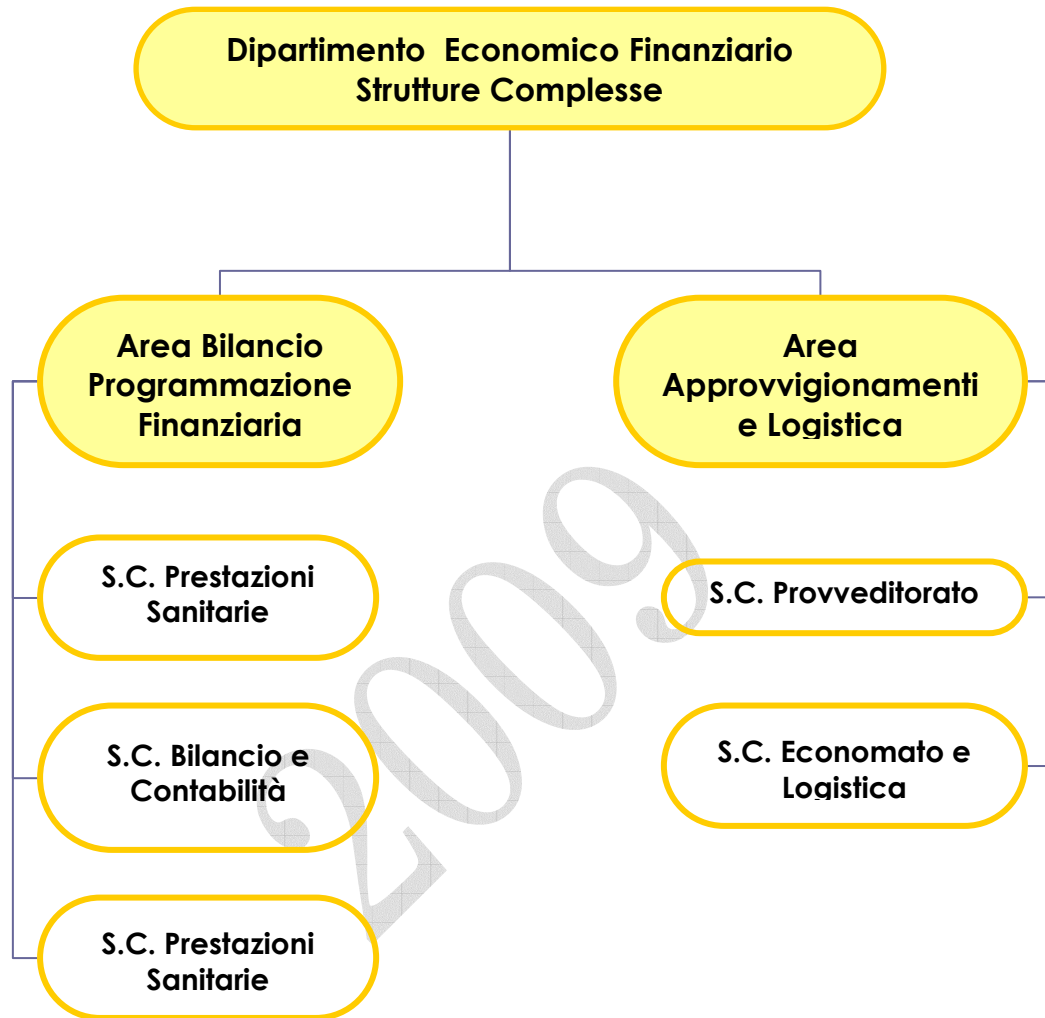 Dipartimento Economico Finanziario
Strutture Complesse
Area Bilancio
Programmazione
Finanziaria
Area
Approvvigionamenti
e Logistica
S.C. Prestazioni
Sanitarie
S.C. Provveditorato
S.C. Bilancio e
Contabilità
S.C. Economato e
Logistica
S.C. Prestazioni
Sanitarie
2009